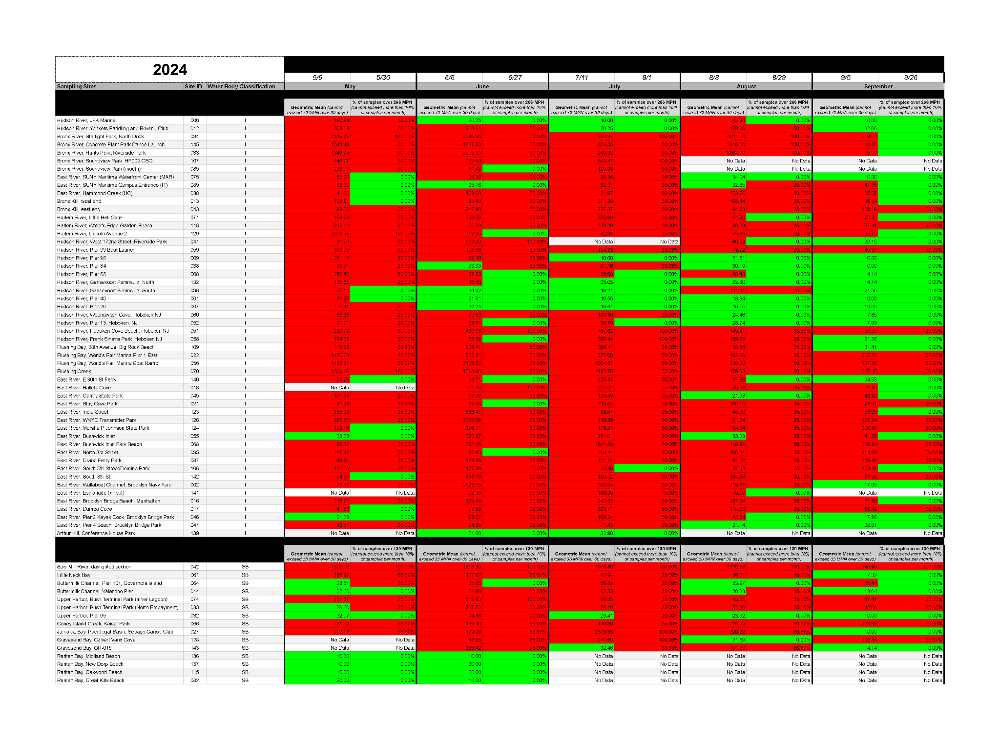 2024
5/9 5/30 6/6 6/27 7/11 8/1 8/8 8/29 9/5 9/26
Sampling Sites Site ID Water Body Classification May June July August September
Geometric Mean (cannot exceed 72 MPN over 30 days) % of samples over 266 MPN (cannot exceed more than 10% of samples per month) Geometric Mean (cannot exceed 72 MPN over 30 days) % of samples over 266 MPN (cannot exceed more than 10% of samples per month) Geometric Mean (cannot exceed 72 MPN over 30 days) % of samples over 266 MPN (cannot exceed more than 10% of samples per month) Geometric Mean (cannot exceed 72 MPN over 30 days) % of samples over 266 MPN (cannot exceed more than 10% of samples per month) Geometric Mean (cannot exceed 72 MPN over 30 days) % of samples over 266 MPN (cannot exceed more than 10% of samples per month)
Hudson River, JFK Marina 006 I 160.84 50.00% 20.25 0.00% 10.00 0.00% 43.84 0.00% 10.00 0.00%
Hudson River, Yonkers Paddling and Rowing Club 012 I 378.08 50.00% 208.61 50.00% 20.25 0.00% 179.20 50.00% 32.86 0.00%
Bronx River, Starlight Park, North Dock 034 I 2169.77 100.00% 2045.95 50.00% 354.37 100.00% 4611.00 100.00% 218.00 0.00%
Bronx River, Concrete Plant Park Canoe Launch 145 I 1543.49 50.00% 1637.53 50.00% 354.35 50.00% 1918.00 100.00% 63.00 0.00%
Bronx River, Hunts Point Riverside Park 033 I 1346.75 50.00% 2205.31 50.00% 280.92 50.00% 8664.00 100.00% 95.00 0.00%
Bronx River, Soundview Park, HP009 CSO 107 I 448.77 50.00% 782.50 50.00% 843.47 100.00% No Data No Data No Data No Data
Bronx River, Soundview Park (mouth) 085 I 233.99 50.00% 61.48 0.00% 125.98 50.00% No Data No Data No Data No Data
East River, SUNY Maritime Waterfront Center (MAR) 075 I 52.00 0.00% 36.38 25.00% 90.36 25.00% 34.04 0.00% 10.00 0.00%
East River, SUNY Maritime Campus Entrance (IT) 089 I 63.00 0.00% 25.76 0.00% 62.37 25.00% 32.85 25.00% 41.35 0.00%
East River, Hammond Creek (HC) 088 I 41.00 0.00% 163.60 50.00% 81.97 50.00% 173.76 50.00% 35.65 0.00%
Bronx Kill, west end 013 I 122.61 0.00% 88.40 50.00% 371.38 25.00% 168.44 25.00% 36.64 0.00%
Bronx Kill, east end 043 I 98.80 25.00% 217.90 50.00% 227.37 50.00% 94.78 25.00% 109.19 33.33%
Harlem River, Little Hell Gate 071 I 194.78 50.00% 238.09 50.00% 355.69 25.00% 61.90 0.00% 70.32 0.00%
Harlem River, Water's Edge Garden Beach 118 I 247.62 25.00% 75.78 25.00% 239.29 50.00% 86.83 25.00% 87.41 25.00%
Harlem River, Lincoln Avenue 2 129 I 2200.37 100.00% 112.25 0.00% 42.34 25.00% 75.89 50.00% 36.75 0.00%
Hudson River, West 172nd Street, Riverside Park 041 I 91.78 50.00% 602.00 100.00% No Data No Data 60.08 0.00% 28.15 0.00%
Hudson River, Pier 99 Boat Launch 059 I 359.95 50.00% 106.06 25.00% 154.33 33.33% 73.72 25.00% 45.37 33.33%
Hudson River, Pier 96 009 I 251.18 50.00% 59.10 25.00% 10.00 0.00% 21.51 0.00% 10.00 0.00%
Hudson River, Pier 84 038 I 59.51 25.00% 33.93 25.00% 61.16 33.33% 30.19 0.00% 10.00 0.00%
Hudson River, Pier 66 008 I 250.43 50.00% 37.83 0.00% 35.60 0.00% 48.43 0.00% 14.14 0.00%
Hudson River, Gansevoort Peninsula, North 132 I 125.55 25.00% 36.13 0.00% 25.05 0.00% 22.80 0.00% 14.14 0.00%
Hudson River, Gansevoort Peninsula, South 098 I 95.10 0.00% 34.02 0.00% 18.21 0.00% 111.11 25.00% 21.36 0.00%
Hudson River, Pier 40 001 I 63.25 0.00% 21.61 0.00% 19.55 0.00% 18.84 0.00% 10.00 0.00%
Hudson River, Pier 26 007 I 124.11 25.00% 32.24 0.00% 18.61 0.00% 16.55 0.00% 10.00 0.00%
Hudson River, Weehawken Cove, Hoboken NJ 060 I 68.28 25.00% 75.53 25.00% 109.30 25.00% 24.46 0.00% 17.65 0.00%
Hudson River, Pier 13, Hoboken, NJ 052 I 91.71 25.00% 53.61 0.00% 38.76 0.00% 28.74 0.00% 17.69 0.00%
Hudson River, Hoboken Cove Beach, Hoboken NJ 051 I 229.72 50.00% 429.96 100.00% 767.62 100.00% 145.41 33.33% 59.29 25.00%
Hudson River, Frank Sinatra Park, Hoboken NJ 058 I 194.35 50.00% 83.59 0.00% 690.44 100.00% 189.23 25.00% 21.36 0.00%
Flushing Bay, 28th Avenue, Big Rock Beach 109 I 119.96 33.33% 826.47 50.00% 384.11 25.00% 38.54 25.00% 31.41 0.00%
Flushing Bay, World's Fair Marina Pier 1 East 022 I 1450.78 66.67% 556.81 50.00% 377.00 50.00% 102.89 25.00% 205.30 25.00%
Flushing Bay, World's Fair Marina Boat Ramp 056 I 1482.81 66.67% 2125.22 75.00% 1004.57 50.00% 230.28 50.00% 137.36 50.00%
Flushing Creek 070 I 1826.29 100.00% 1583.96 75.00% 1182.78 75.00% 479.83 50.00% 567.45 50.00%
East River, E 90th St Ferry 140 I 75.76 0.00% 38.71 0.00% 228.84 50.00% 37.26 0.00% 34.93 0.00%
East River, Hallets Cove 018 I No Data No Data 301.00 100.00% 222.52 25.00% 45.63 25.00% 51.45 0.00%
East River, Gantry State Park 045 I 101.63 25.00% 93.99 33.33% 129.49 25.00% 21.38 0.00% 42.22 0.00%
East River, Stuy Cove Park 021 I 81.98 33.33% 67.48 0.00% 115.54 25.00% 100.15 25.00% 73.61 25.00%
East River, India Street 123 I 355.90 25.00% 666.47 50.00% 86.47 25.00% 48.30 25.00% 53.05 0.00%
East River, WNYC Transmitter Park 126 I 276.60 25.00% 3056.08 75.00% 115.58 50.00% 91.54 25.00% 167.24 25.00%
East River, Marsha P Johnson State Park 124 I 103.16 0.00% 378.71 50.00% 175.27 50.00% 54.04 25.00% 200.69 50.00%
East River, Bushwick Inlet 055 I 33.38 0.00% 370.97 33.33% 281.01 25.00% 33.33 25.00% 41.25 0.00%
East River, Bushwick Inlet Park Beach 068 I 96.67 25.00% 292.45 50.00% 1841.48 75.00% 118.99 50.00% 226.94 75.00%
East River, North 3rd Street 095 I 117.92 50.00% 82.83 0.00% 234.11 25.00% 308.41 25.00% 414.58 50.00%
East River, Grand Ferry Park 087 I 44.91 25.00% 178.06 25.00% 121.74 25.00% 37.32 25.00% 159.46 50.00%
East River, South 5th Street/Domino Park 106 I 162.59 25.00% 177.69 50.00% 63.89 0.00% 87.48 25.00% 103.31 0.00%
East River, South 8th St 142 I 64.56 0.00% 468.79 50.00% 155.52 50.00% 364.66 50.00% 77.53 25.00%
East River, Wallabout Channel, Brooklyn Navy Yard 002 I 73.30 25.00% 2673.75 75.00% 562.94 50.00% 115.93 25.00% 17.65 0.00%
East River, Esplanade (+Pool) 141 I No Data No Data 92.13 50.00% 146.95 75.00% 70.00 0.00% No Data No Data
East River, Brooklyn Bridge Beach, Manhattan 016 I 233.75 25.00% 139.44 50.00% 242.52 50.00% 187.64 50.00% 81.88 0.00%
East River, Dumbo Cove 017 I 41.53 0.00% 77.59 25.00% 323.71 50.00% 114.63 25.00% 66.43 25.00%
East River, Pier 2 Kayak Dock, Brooklyn Bridge Park 046 I 21.38 0.00% 78.07 33.33% 109.24 50.00% 42.84 0.00% 17.96 0.00%
East River, Pier 4 Beach, Brooklyn Bridge Park 047 I 43.51 25.00% 74.35 25.00% 71.43 25.00% 31.14 0.00% 28.81 0.00%
Arthur Kill, Conference House Park 139 I No Data No Data 31.00 0.00% 32.90 0.00% No Data No Data No Data No Data
Geometric Mean (cannot exceed 35 MPN over 30 days) % of samples over 130 MPN (cannot exceed more than 10% of samples per month) Geometric Mean (cannot exceed 35 MPN over 30 days) % of samples over 130 MPN (cannot exceed more than 10% of samples per month) Geometric Mean (cannot exceed 35 MPN over 30 days) % of samples over 130 MPN (cannot exceed more than 10% of samples per month) Geometric Mean (cannot exceed 35 MPN over 30 days) % of samples over 130 MPN (cannot exceed more than 10% of samples per month) Geometric Mean (cannot exceed 35 MPN over 30 days) % of samples over 130 MPN (cannot exceed more than 10% of samples per month)
Saw Mill River, daylighted section 042 SB 7305.18 100.00% 1818.15 100.00% 1076.86 100.00% 1919.68 100.00% 146.49 100.00%
Little Neck Bay 061 SB 186.97 66.67% 127.82 66.67% 42.94 25.00% 36.01 25.00% 17.32 0.00%
Buttermilk Channel, Pier 101, Governors Island 064 SB 28.51 25.00% 35.65 0.00% 56.82 25.00% 23.97 0.00% 35.44 0.00%
Buttermilk Channel, Valentino Pier 014 SB 22.66 0.00% 51.96 33.33% 63.33 25.00% 20.28 25.00% 18.84 0.00%
Upper Harbor, Bush Terminal Park (Inner Lagoon) 074 SB 151.57 75.00% 519.83 100.00% 66.35 25.00% 43.65 25.00% 47.41 25.00%
Upper Harbor, Bush Terminal Park (North Embayment) 083 SB 29.60 25.00% 237.52 33.33% 74.10 25.00% 52.80 25.00% 42.66 25.00%
Upper Harbor, Pier 69 032 SB 32.07 0.00% 54.83 50.00% 29.41 25.00% 23.92 0.00% 10.00 0.00%
Coney Island Creek, Kaiser Park 066 SB 281.52 66.67% 135.10 50.00% 139.39 25.00% 1726.99 66.67% 230.43 50.00%
Jamaica Bay, Paerdegat Basin, Sebago Canoe Club 027 SB 292.13 66.67% 379.06 66.67% 2303.33 100.00% 320.22 66.67% 10.00 0.00%
Gravesend Bay, Calvert Vaux Cove 128 SB No Data No Data 42.95 25.00% 247.60 100.00% 21.69 0.00% 106.44 66.67%
Gravesend Bay, OH-015 143 SB No Data No Data 335.42 75.00% 32.46 33.33% 101.39 66.67% 14.14 0.00%
Raritan Bay, Midlland Beach 136 SB 10.00 0.00% 10.00 0.00% No Data No Data No Data No Data No Data No Data
Raritan Bay, New Dorp Beach 137 SB 10.00 0.00% 20.00 0.00% No Data No Data No Data No Data No Data No Data
Raritan Bay, Oakwood Beach 115 SB 10.00 0.00% 20.00 0.00% No Data No Data No Data No Data No Data No Data
Raritan Bay, Great Kills Beach 082 SB 20.00 0.00% 10.00 0.00% No Data No Data No Data No Data No Data No Data